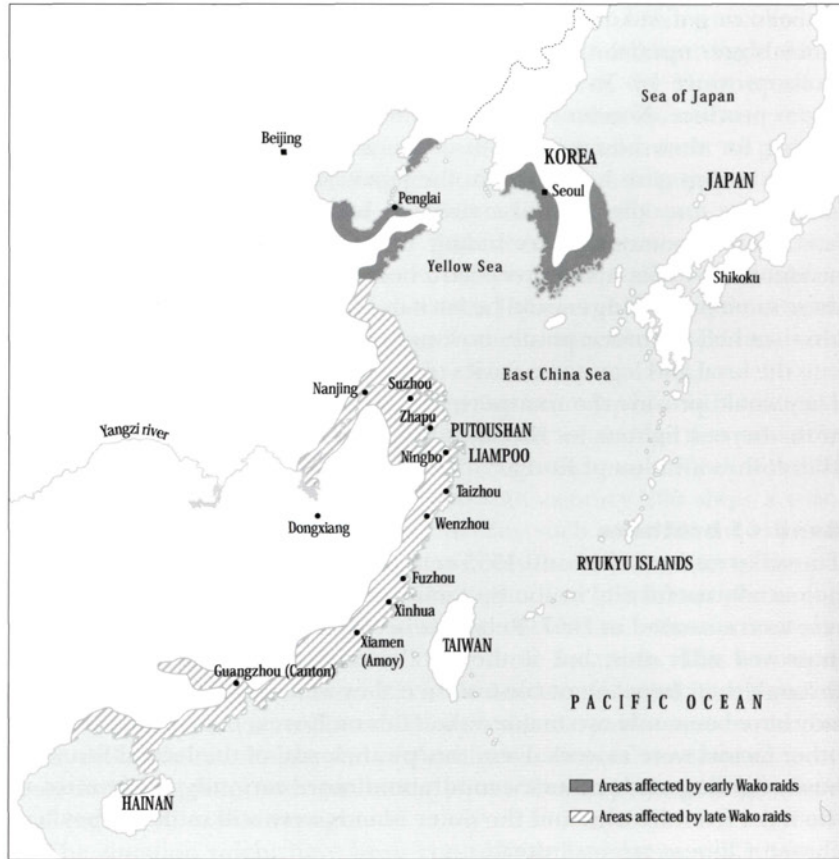 Sea of Japan
Beijing
KOREA
JAPAN
Seoul
Penglai
Yellow Sea
Shikoku
East China Sea
Nanjing
Suzhou
Zhapu
PUTOUSHAN
Yangzi river
Ningbo
LIAMPOO
Taizhou
Dongxiang
Wenzhou
RYUKYU ISLANDS
Fuzhou
Xinhua
Xiamen
(Amoy)
TAIWAN
Guangzhou (Canton)
PACIFIC OCEAN
Areas affected by early Wako raids
HAINAN
Areas affected by late Wako raids